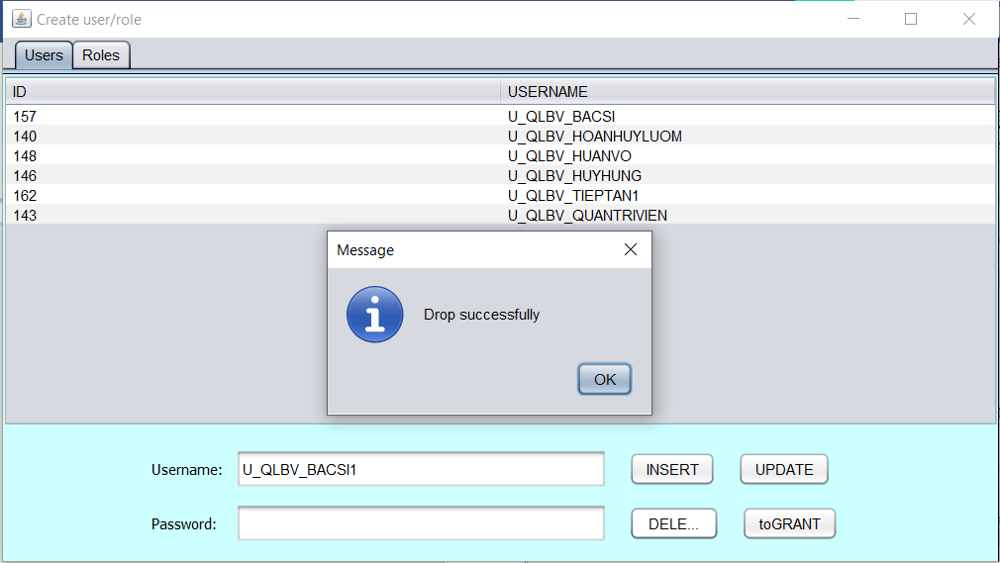 Create user/role
Users Roles
ID USERNAME
157 U_QLBV_BACSI
140 U_QLBV_HOANHUYLUOM
148 U_QLBV_HUANVO
146 U_QLBV_HUYHUNG
162 U_QLBV_TIEPTAN1
143 U_QLBV_QUANTRIVIEN
Message
Drop successfully
OK
Username: U_QLBV_BACSI1 INSERT UPDATE
Password: DELE... toGRANT